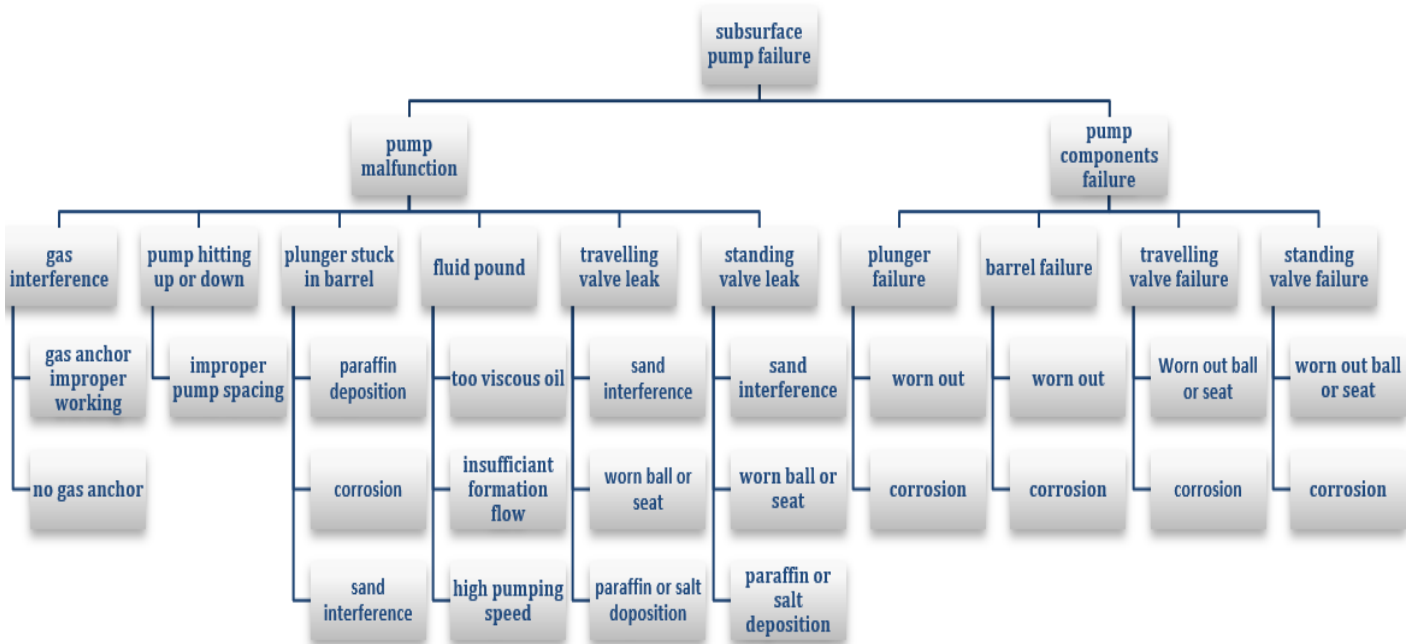 subsurface
pump failure
pump
malfunction
pump
components
failure
gas
interference
pump hitting
up or down
plunger stuck
in barrel
fluid pound
travelling
valve leak
standing
valve leak
plunger
failure
barrel failure
travelling
valve failure
standing
valve failure
gas anchor
improper
working
improper
pump spacing
paraffin
deposition
too viscous oil
sand
interference
sand
interference
worn out
worn out
Worn out ball
or seat
worn out ball
or seat
no gas anchor
corrosion
insufficiant
formation
flow
worn ball or
seat
worn ball or
seat
corrosion
corrosion
corrosion
corrosion
sand
interference
high pumping
speed
paraffin or salt
doposition
paraffin or
salt
deposition